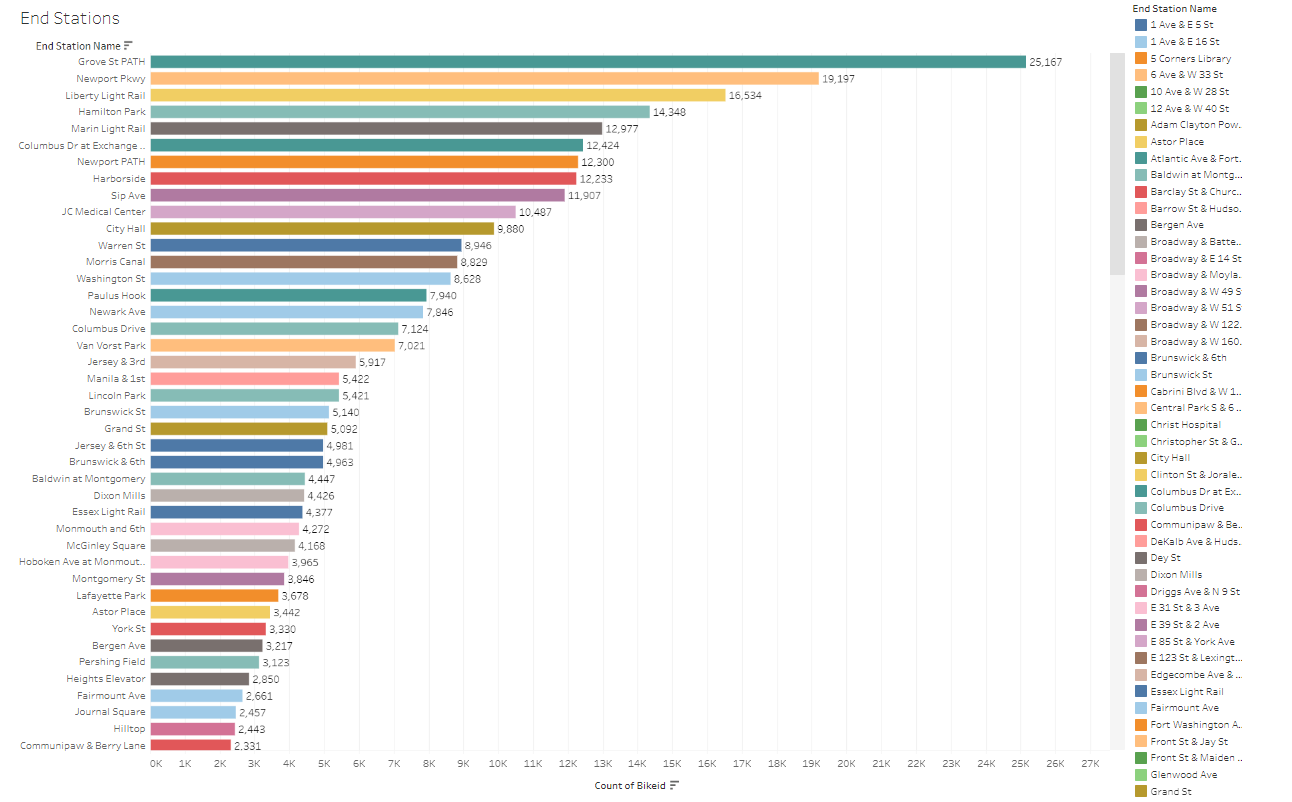 End Stations
End Station Name
Grove St PATH 25,167
Newport Pkwy 19,197
Liberty Light Rail 16,534
Hamilton Park 14,348
Marin Light Rail 12,977
Columbus Dr at Exchange .. 12,424
Newport PATH 12,300
Harborside 12,233
Sip Ave 11,907
JC Medical Center 10,487
City Hall 9,880
Warren St 8,946
Morris Canal 8,829
Washington St 8,628
Paulus Hook 7,940
Newark Ave 7,846
Columbus Drive 7,124
Van Vorst Park 7,021
Jersey & 3rd 5,917
Manila & 1st 5,422
Lincoln Park 5,421
Brunswick St 5,140
Grand St 5,092
Jersey & 6th St 4,981
Brunswick & 6th 4,963
Baldwin at Montgomery 4,447
Dixon Mills 4,426
Essex Light Rail 4,377
Monmouth and 6th 4,272
McGinley Square 4,168
Hoboken Ave at Monmout.. 3,965
Montgomery St 3,846
Lafayette Park 3,678
Astor Place 3,442
York St 3,330
Bergen Ave 3,217
Pershing Field 3,123
Heights Elevator 2,850
Fairmount Ave 2,661
Journal Square 2,457
Hilltop 2,443
Communipaw & Berry Lane 2,331
0K 1K 2K 3K 4K 5K 6K 7K 8K 9K 10K 11K 12K 13K 14K 15K 16K 17K 18K 19K 20K 21K 22K 23K 24K 25K 26K 27K
Count of Bikeid
End Station Name
1 Ave & E 5 St
1 Ave & E 16 St
5 Corners Library
6 Ave & W 33 St
10 Ave & W 28 St
12 Ave & W 40 St
Adam Clayton Pow..
Astor Place
Atlantic Ave & Fort..
Baldwin at Montg...
Barclay St & Churc..
Barrow St & Hudso..
Bergen Ave
Broadway & Batte..
Broadway & E 14 St
Broadway & Moyla..
Broadway & W 49 S
Broadway & W 51 S
Broadway & W 122.
Broadway & W 160.
Brunswick & 6th
Brunswick St
Cabrini Blvd & W 1..
Central Park S & 6 ..
Christ Hospital
Christopher St & G..
City Hall
Clinton St & Jorale..
Columbus Dr at Ex..
Columbus Drive
Communipaw & Be..
DeKalb Ave & Huds..
Dey St
Dixon Mills
Driggs Ave & N 9 St
E 31 St & 3 Ave
E 39 St & 2 Ave
E 85 St & York Ave
E 123 St & Lexingt...
Edgecombe Ave & ...
Essex Light Rail
Fairmount Ave
Fort Washington A..
Front St & Jay St
Front St & Maiden ..
Glenwood Ave
Grand St